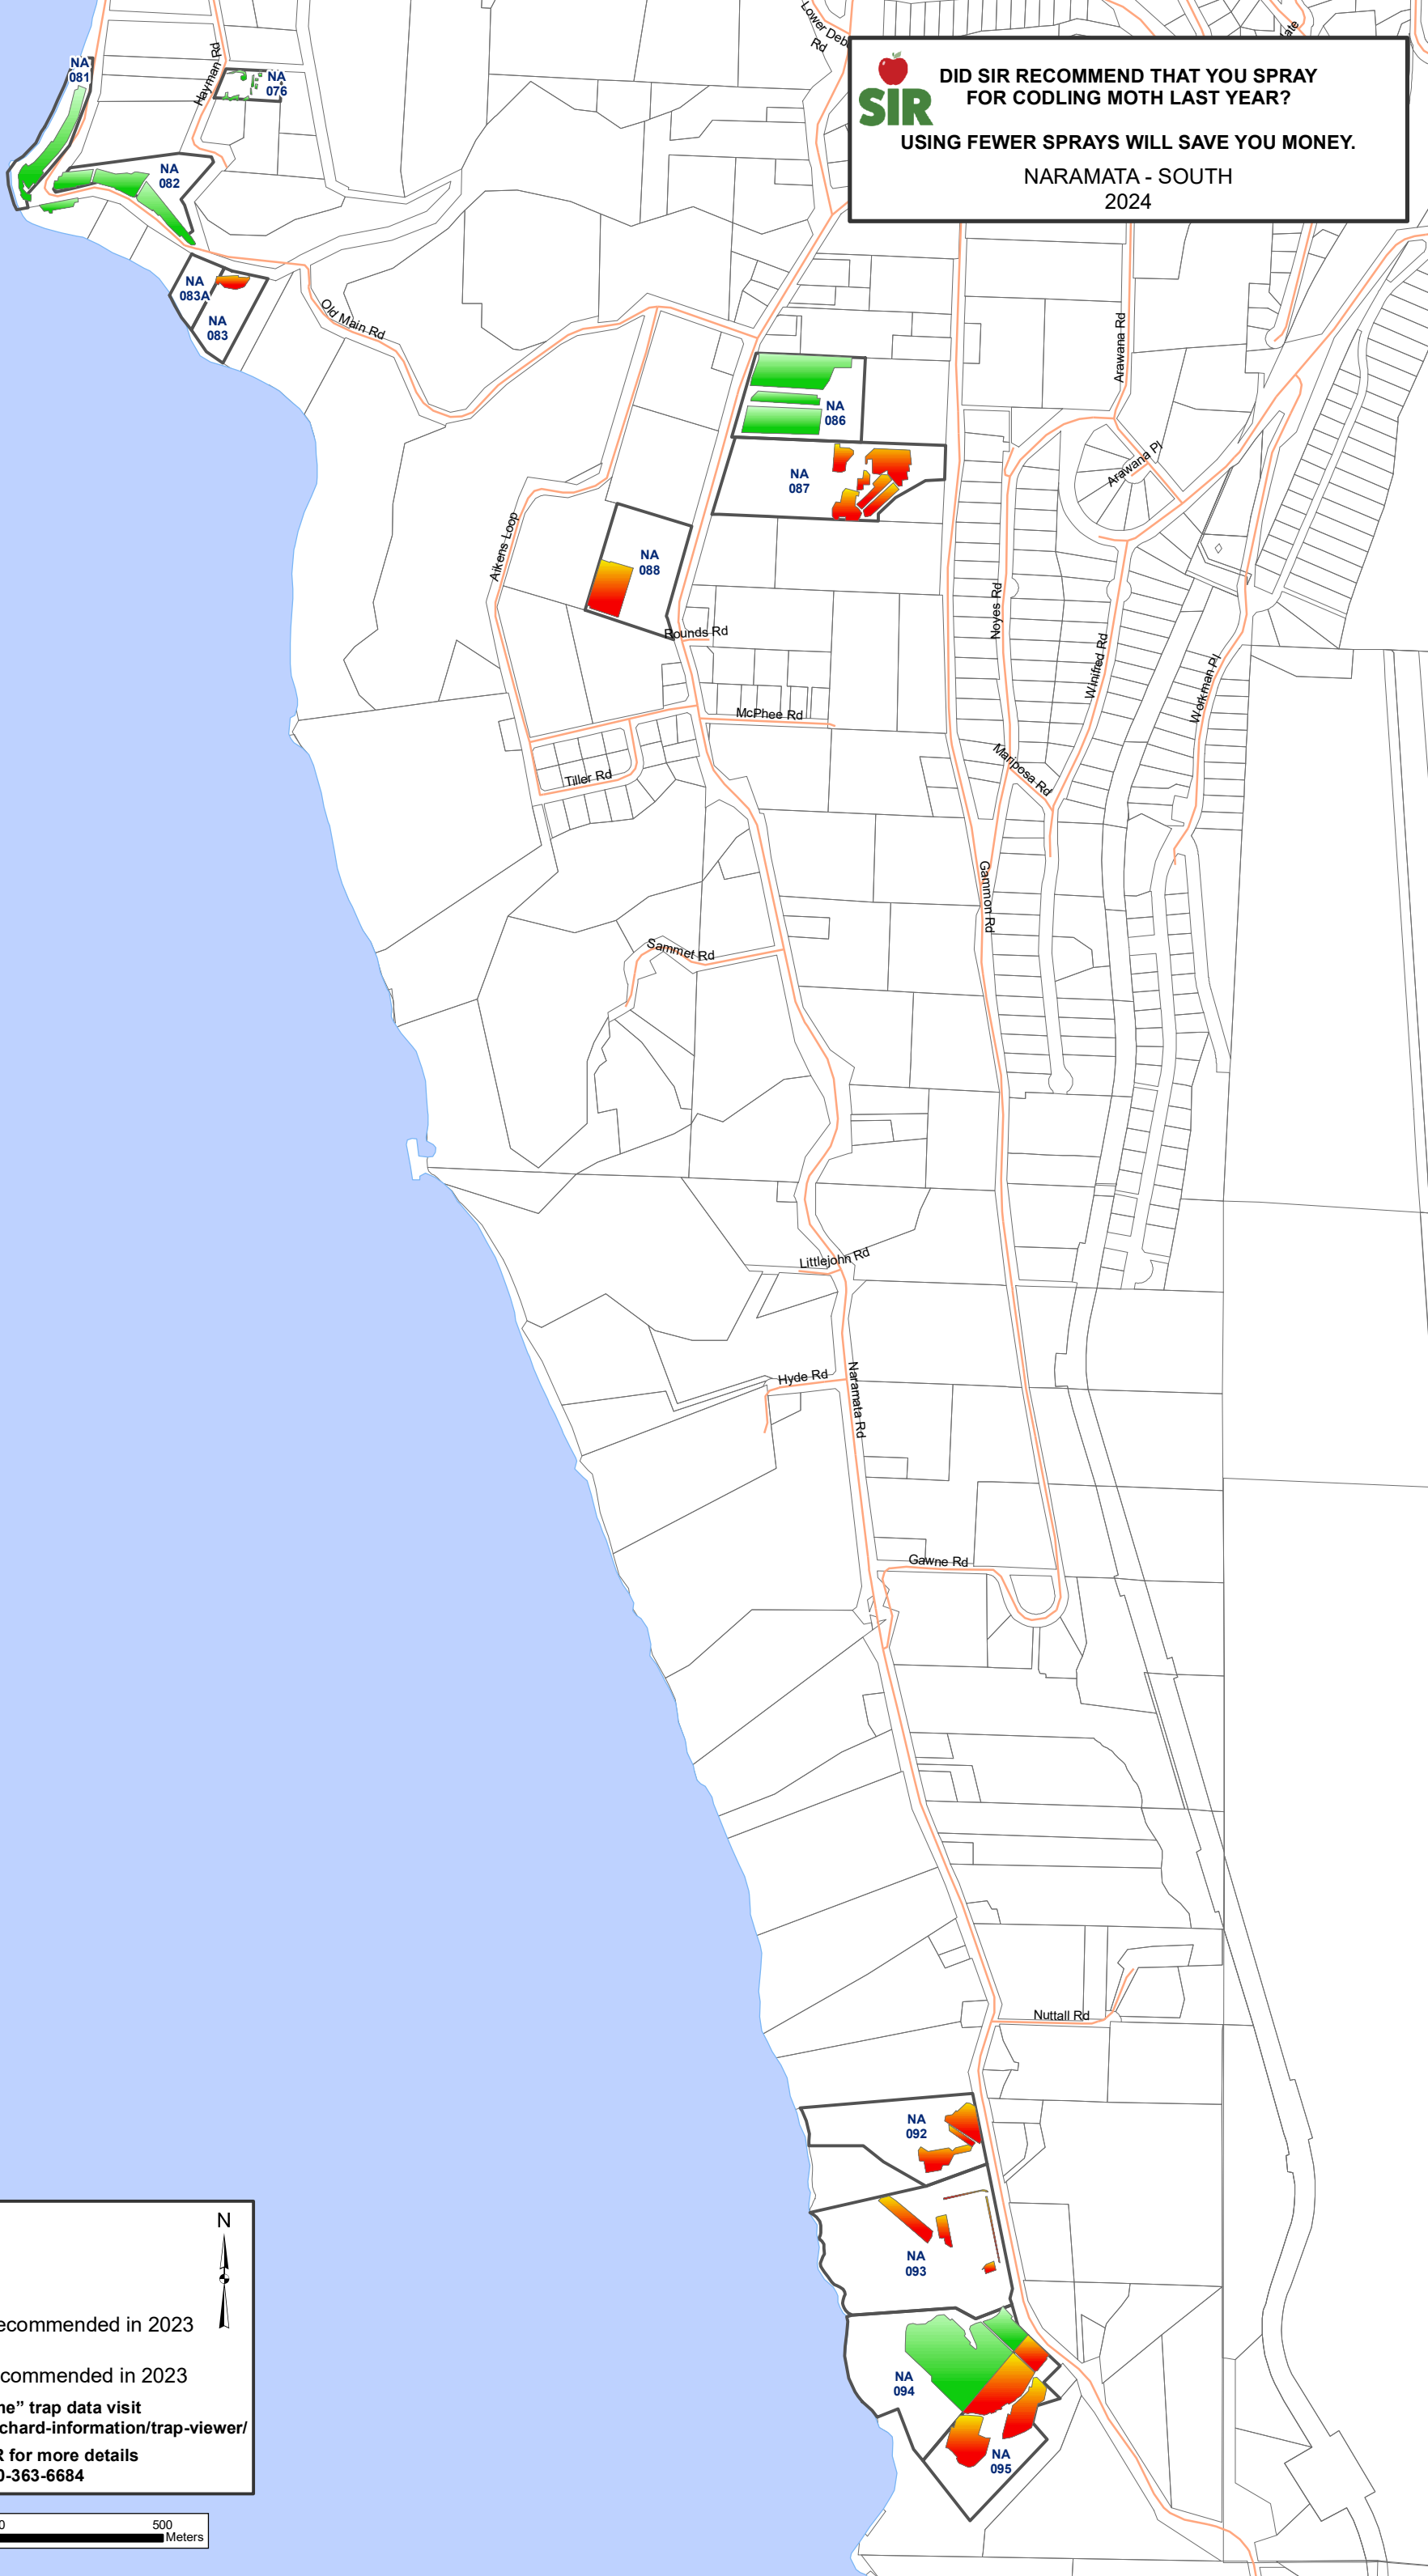 Lower Deb
Rd
SIR
DID SIR RECOMMEND THAT YOU SPRAY
FOR CODLING MOTH LAST YEAR?
USING FEWER SPRAYS WILL SAVE YOU MONEY.
NARAMATA - SOUTH
2024
NA
081
Hayman Rd
NA
076
NA
082
NA
083A
NA
083
Old Main Rd
Arawana Rd
NA
086
Arawana Pl
NA
087
Aikens Loop
NA
088
Noyes Rd
Rounds Rd
Winifred Rd
Workman Pl
McPhee Rd
Mariposa Rd
Tiller Rd
Gammon Rd
Sammet Rd
Littlejohn Rd
Hyde Rd
Naramata Rd
Gawne Rd
Nuttall Rd
NA
092
NA
093
NA
094
NA
095
N
ecommended in 2023
commended in 2023
ne” trap data visit
chard-information/trap-viewer/
R for more details
0-363-6684
0
500
Meters